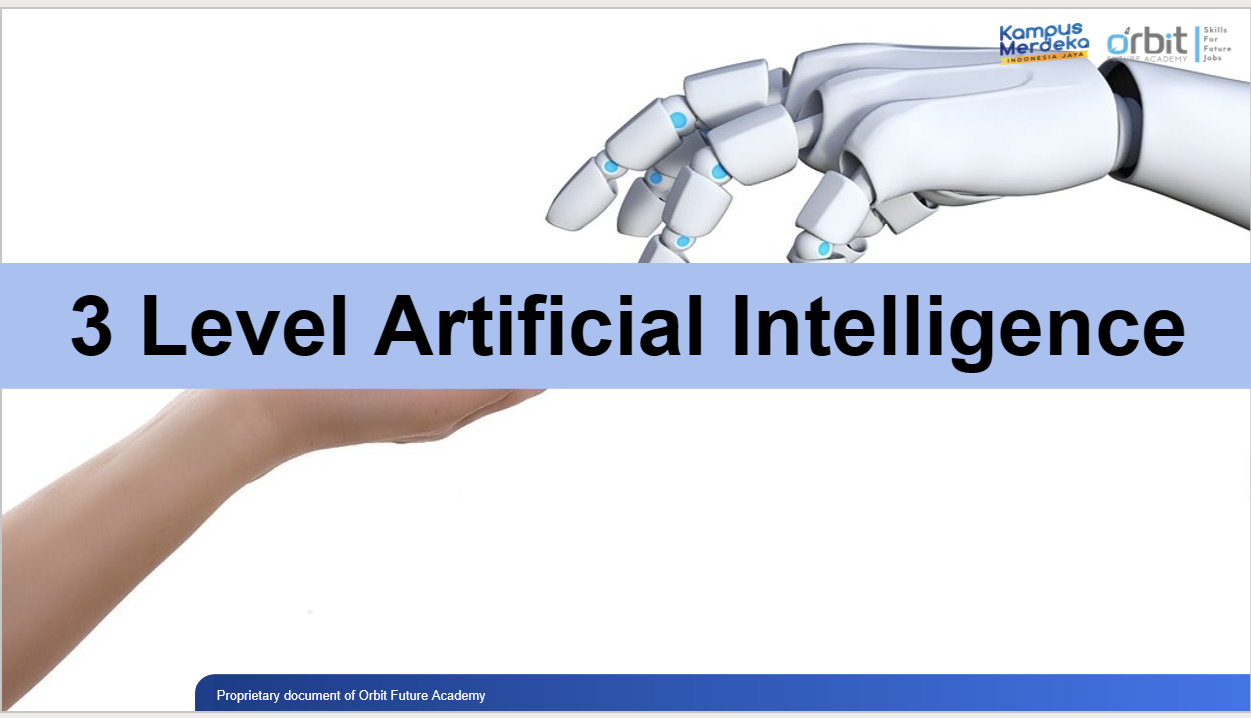 Kampus
Merdeka
INDONESIA JAYA
orbit
FUTURE ACADEMY
Skills
For
Future
Jobs
3 Level Artificial Intelligence
Proprietary document of Orbit Future Academy